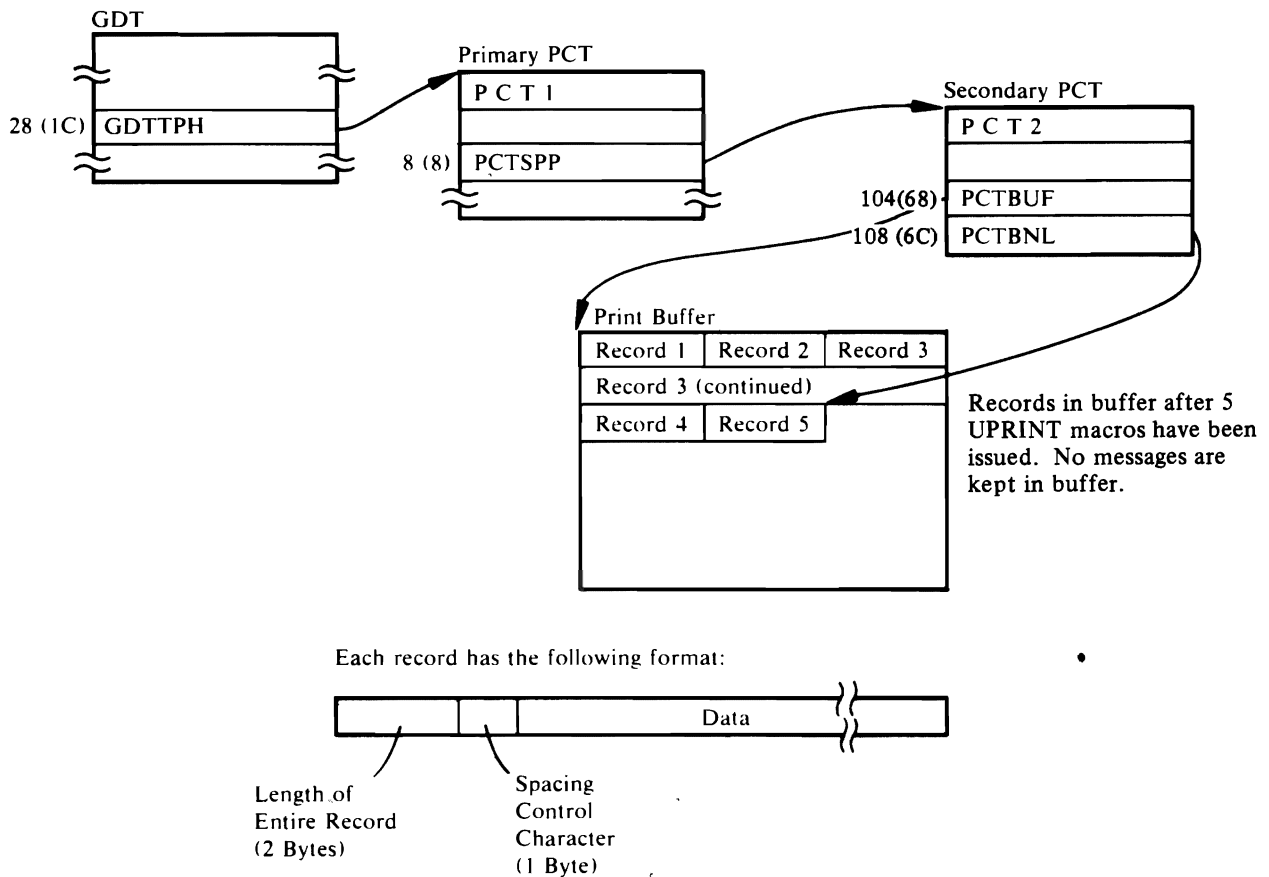 GDT
28 (1C) GDTTPH
Primary PCT
P C T 1
8 (8) PCTSPP
Secondary PCT
P C T 2
104(68) PCTBUF
108 (6C) PCTBNL
Print Buffer
Record 1 Record 2 Record 3
Record 3 (continued)
Record 4 Record 5
Records in buffer after 5
UPRINT macros have been
issued. No messages are
kept in buffer.
Each record has the following format:
Data
Length of
Entire Record
(2 Bytes)
Spacing
Control
Character
(1 Byte)